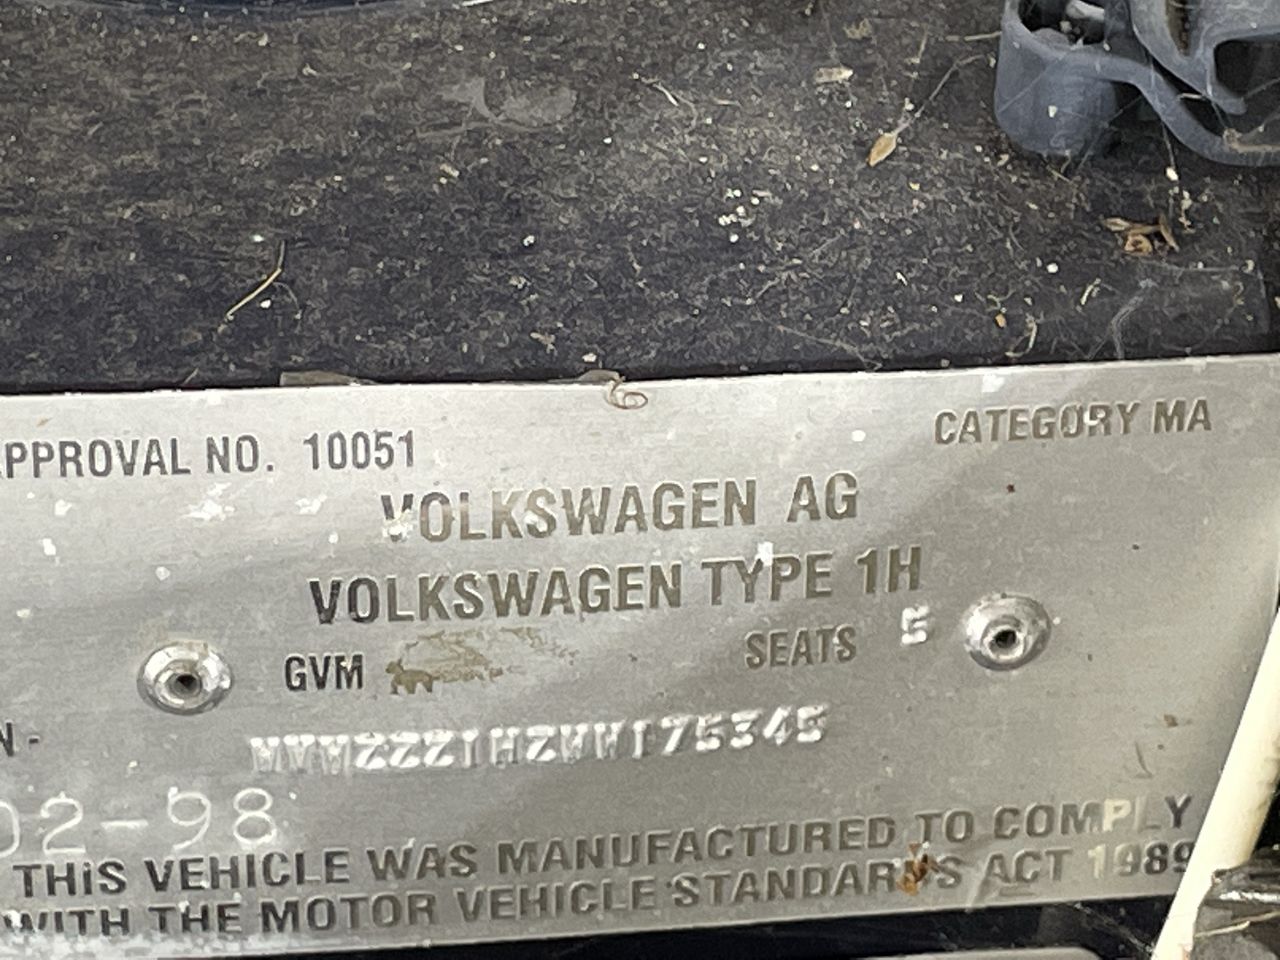 APPROVAL NO. 10051 CATEGORY MA
VOLKSWAGEN AG
VOLKSWAGEN TYPE 1H
GVM SEATS 5
N - WVWZZZ1HZWW175345
02-98
THIS VEHICLE WAS MANUFACTURED TO COMPLY
WITH THE MOTOR VEHICLE STANDARDS ACT 1989